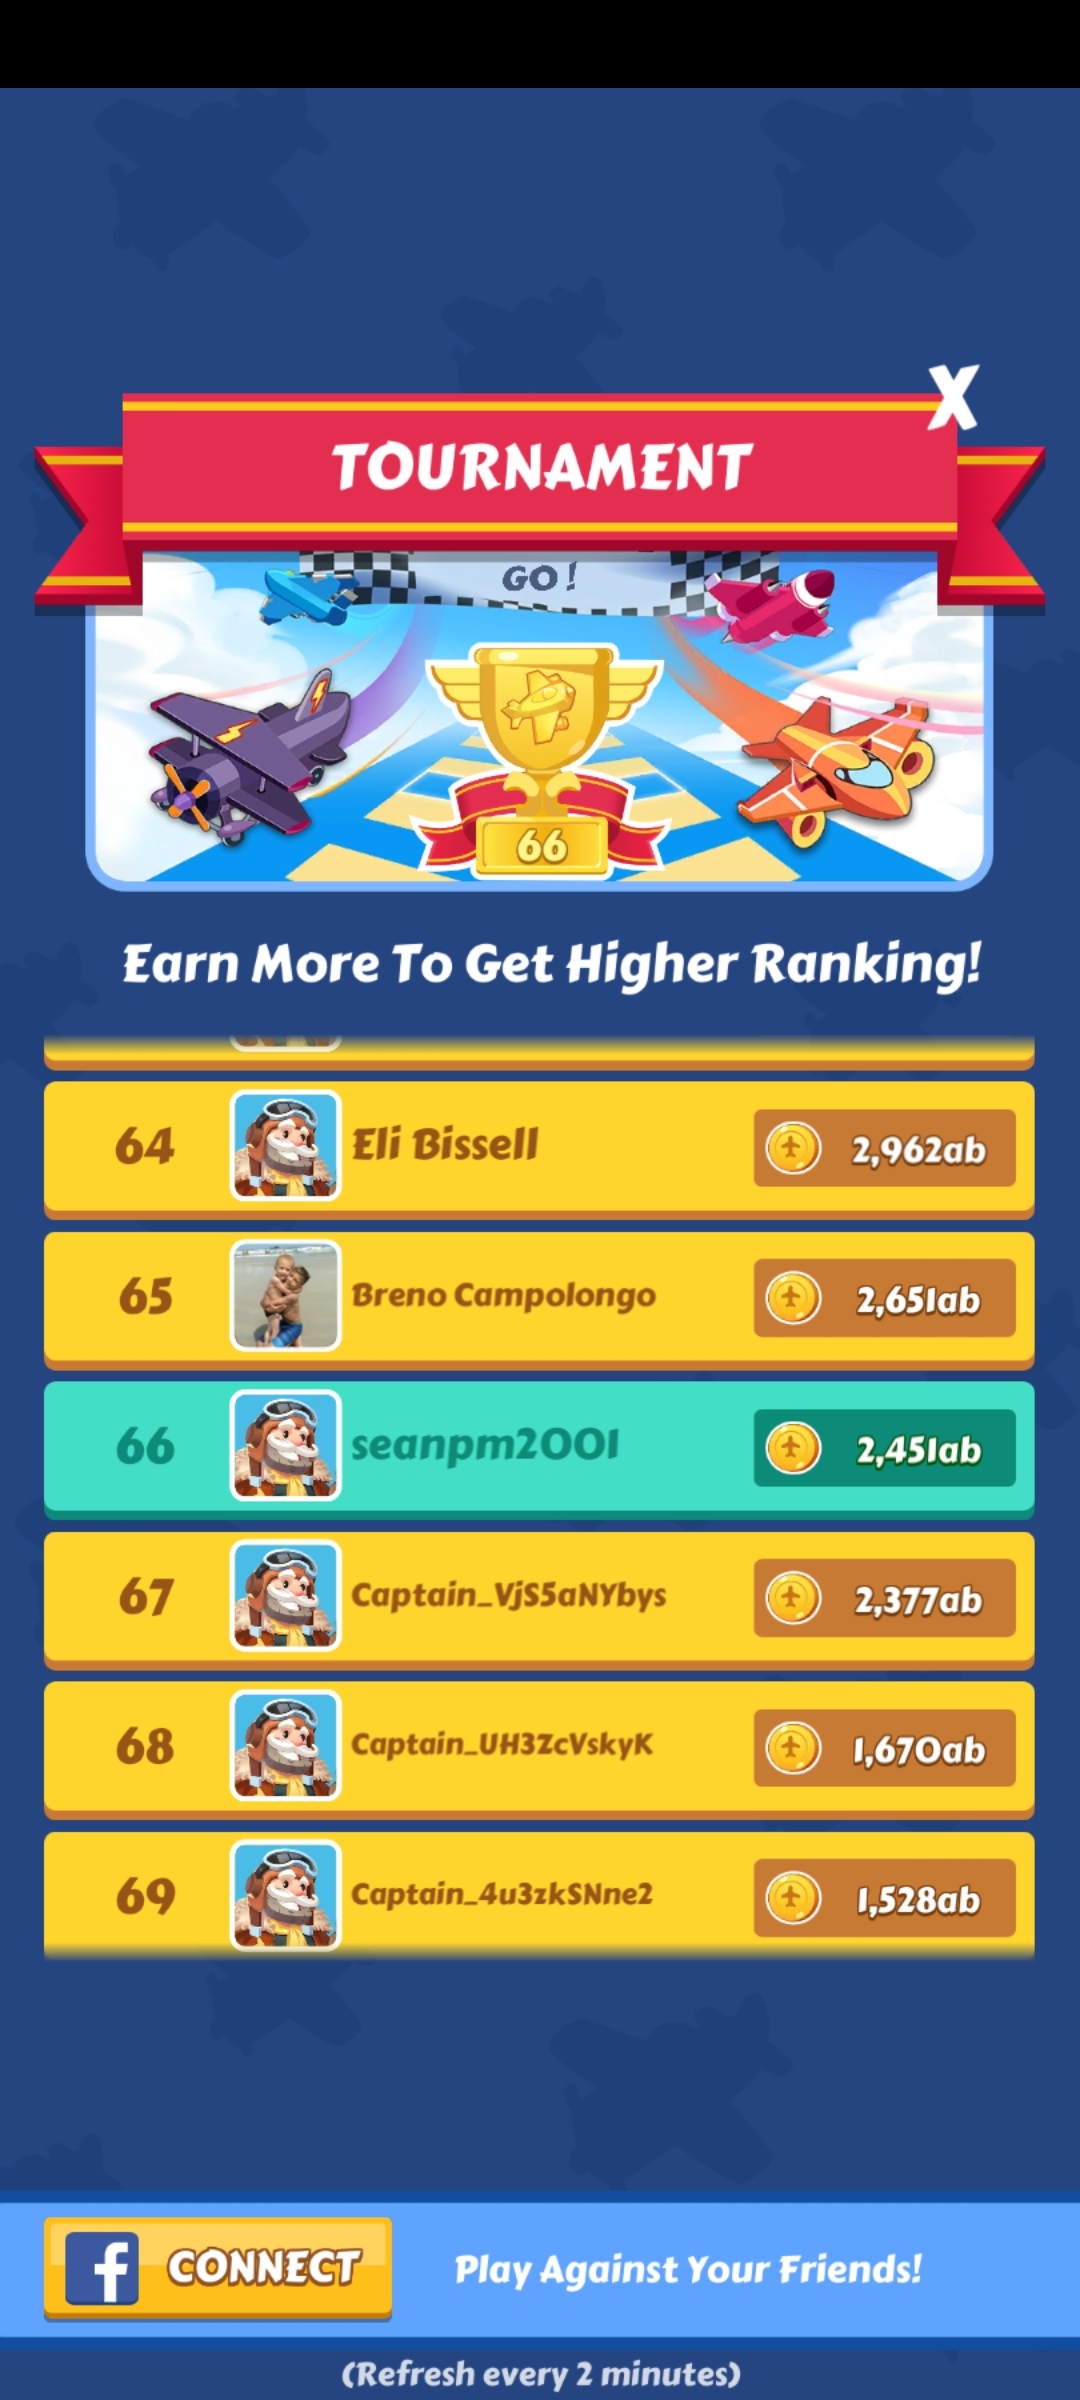 X
TOURNAMENT
GO!
66
Earn More To Get Higher Ranking!
64 Eli Bissell 2,962ab
65 Breno Campolongo 2,651ab
66 seanpm2001 2,451ab
67 Captain_VjS5aNYbys 2,377ab
68 Captain_UH3ZcVskyK 1,670ab
69 Captain_4u3zkSNne2 1,528ab
f CONNECT Play Against Your Friends!
(Refresh every 2 minutes)